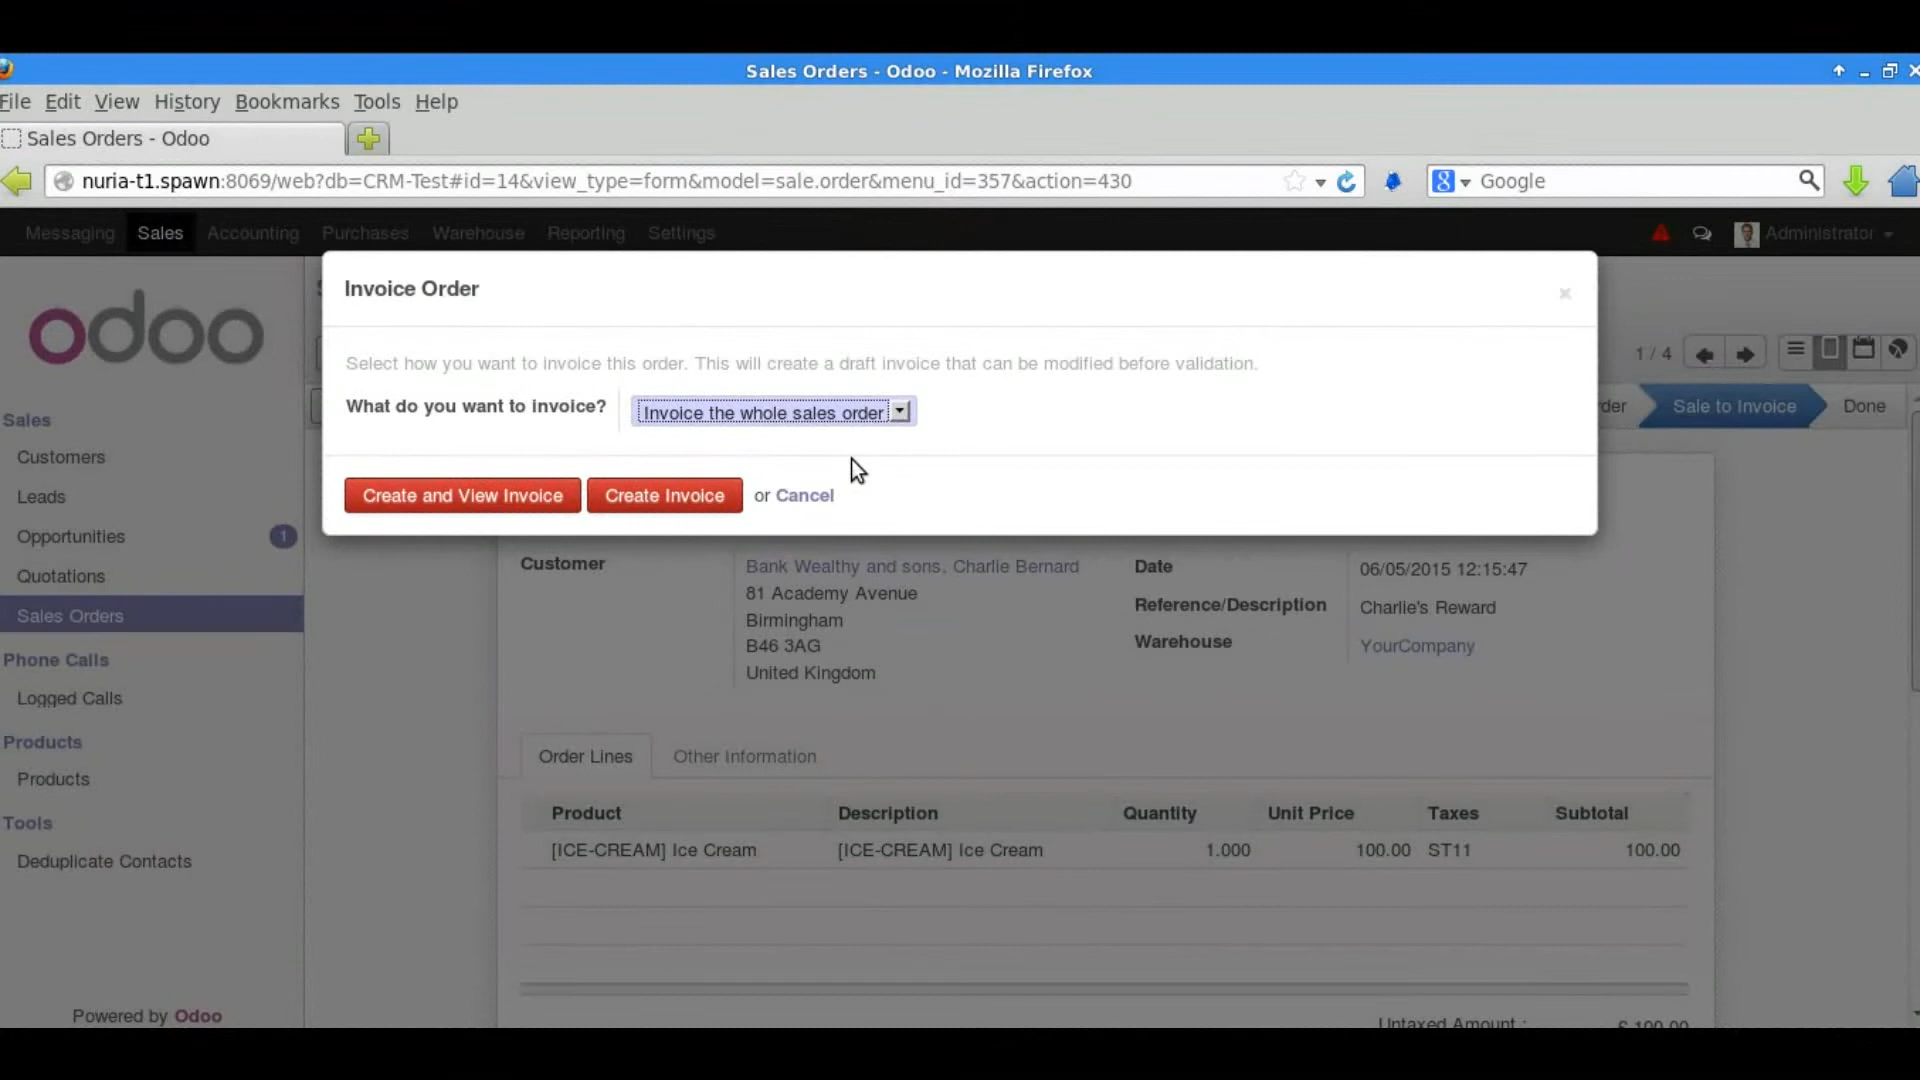 Sales Orders - Odoo - Mozilla Firefox
File Edit View History Bookmarks Tools Help
Sales Orders - Odoo
nuria-t1.spawn:8069/web?db=CRM-Test#id=14&view_type=form&model=sale.order&menu_id=357&action=430
8 Google
Messaging Sales Accounting Purchases Warehouse Reporting Settings
Administrator
Invoice Order
×
odoo
Select how you want to invoice this order. This will create a draft invoice that can be modified before validation.
1 / 4
What do you want to invoice? Invoice the whole sales order
der Sale to Invoice Done
Create and View Invoice Create Invoice or Cancel
Sales
Customers
Leads
Opportunities 1
Quotations
Sales Orders
Phone Calls
Logged Calls
Products
Products
Tools
Deduplicate Contacts
Powered by Odoo
Customer
Bank Wealthy and sons, Charlie Bernard
81 Academy Avenue
Birmingham
B46 3AG
United Kingdom
Date 06/05/2015 12:15:47
Reference/Description Charlie's Reward
Warehouse YourCompany
Order Lines Other Information
Product Description Quantity Unit Price Taxes Subtotal
[ICE-CREAM] Ice Cream [ICE-CREAM] Ice Cream 1.000 100.00 ST11 100.00
Untaxed Amount : £ 100.00